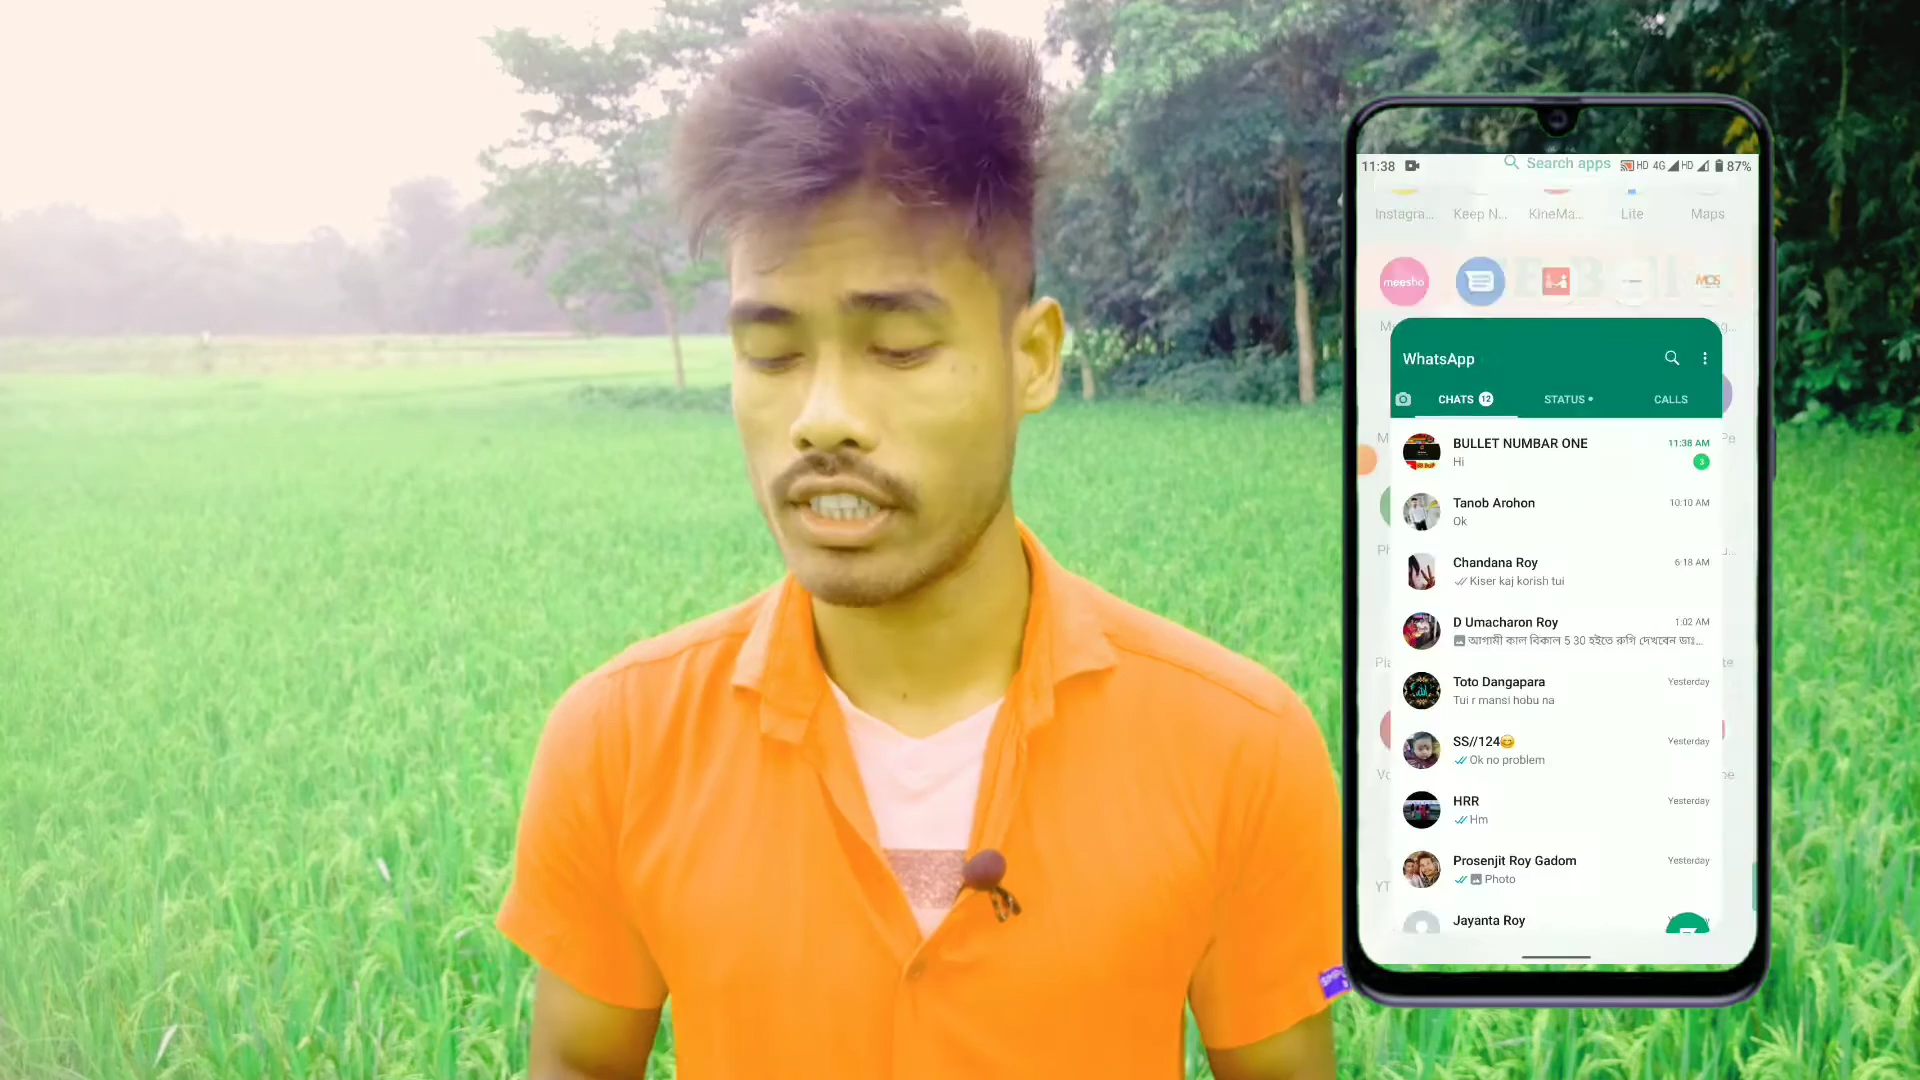 11:38
Search apps
HD 4G HD 87%
Instagra...
Keep N...
KineMa...
Lite
Maps
meesho
MOS
WhatsApp
CHATS 12
STATUS
CALLS
BULLET NUMBAR ONE
11:38 AM
Hi
3
Tanob Arohon
10:10 AM
Ok
Chandana Roy
6:18 AM
Kiser kaj korish tui
D Umacharon Roy
1:02 AM
আগামী কাল বিকাল 5 30 হইতে রুগি দেখবেন ডাঃ...
Toto Dangapara
Yesterday
Tui r mansi hobu na
SS//124😊
Yesterday
Ok no problem
HRR
Yesterday
Hm
Prosenjit Roy Gadom
Yesterday
Photo
Jayanta Roy